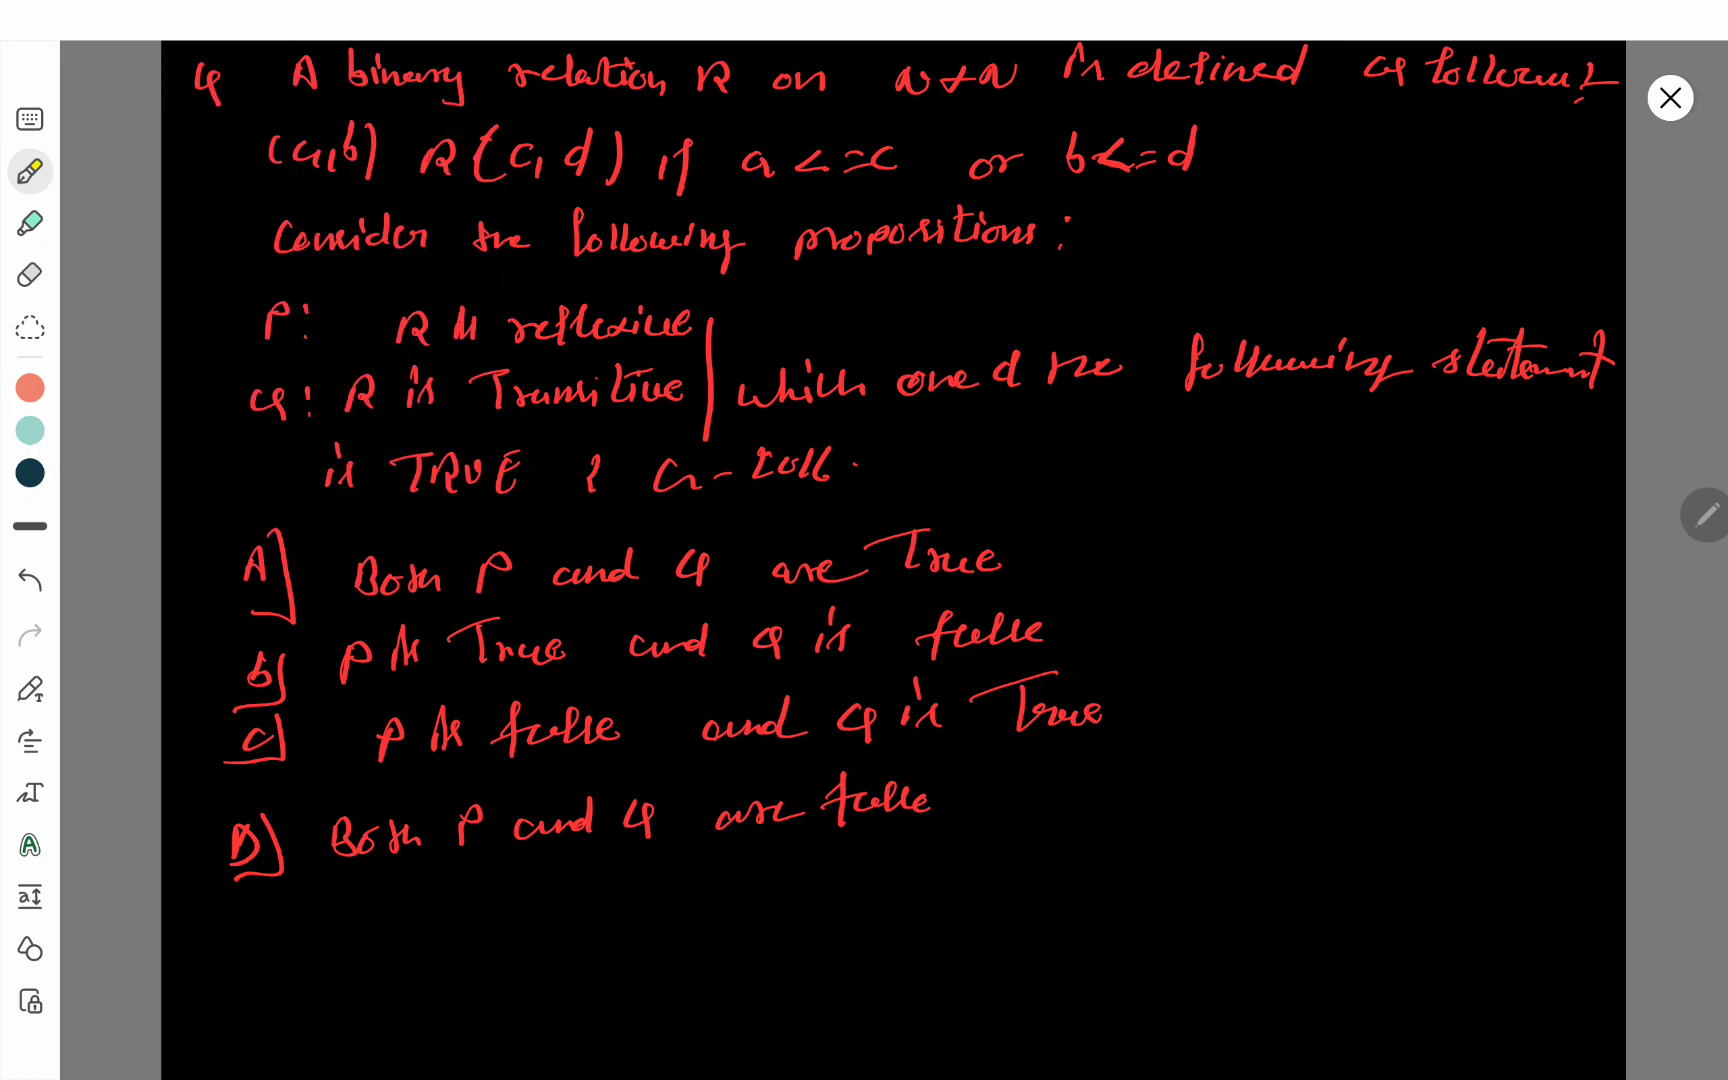 Q A binary relation R on N×N is defined as follows:-
(a,b) R(c,d) if a<=c or b<=d
Consider the following propositions:
P: R is reflexive
Q: R is Transitive | which one of the following statement
is TRUE ? G-2016.
A] Both P and Q are True
b] P is True and Q is false
c] P is false and Q is True
D] Both P and Q are false